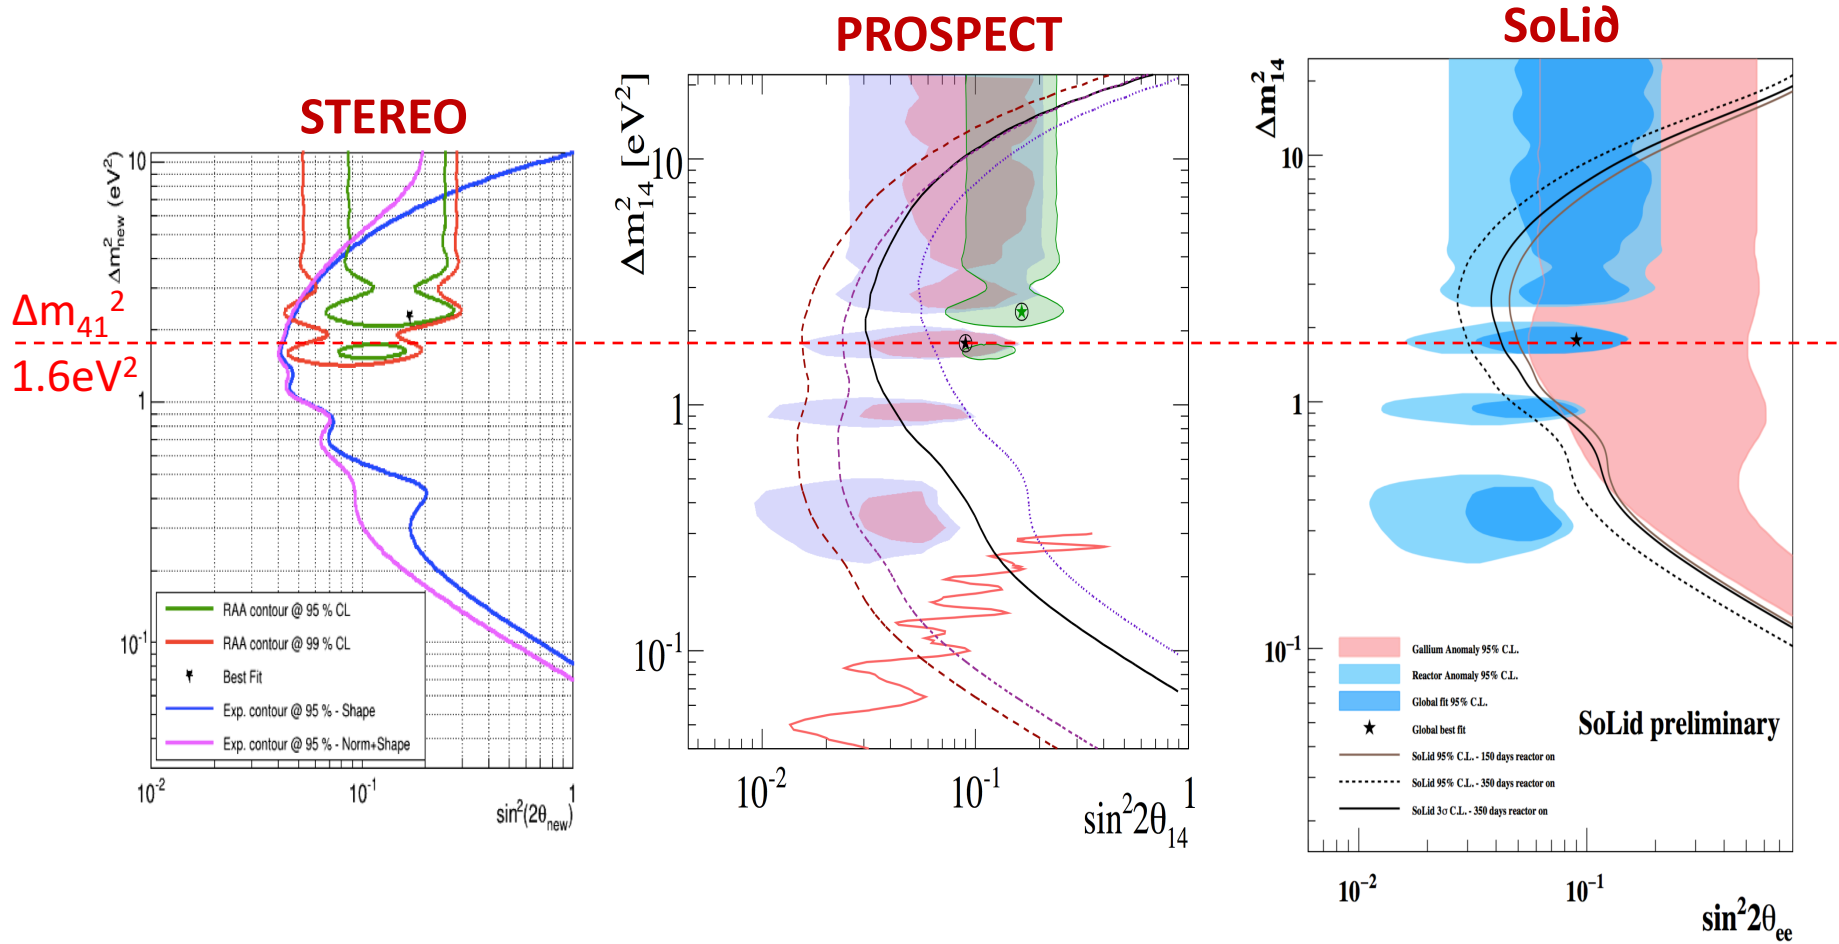 STEREO
PROSPECT
SoLi∂
Δm²new (eV²)
10
1
10⁻¹
10⁻²
10⁻¹
1
sin²(2θnew)
RAA contour @ 95 % CL
RAA contour @ 99 % CL
Best Fit
Exp. contour @ 95 % - Shape
Exp. contour @ 95 % - Norm+Shape
Δm₄₁²
1.6eV²
Δm²₁₄ [eV²]
10
1
10⁻¹
10⁻²
10⁻¹
1
sin²2θ₁₄
Δm²₁₄
10
1
10⁻¹
Gallium Anomaly 95% C.L.
Reactor Anomaly 95% C.L.
Global fit 95% C.L.
Global best fit
SoLid 95% C.L. - 150 days reactor on
SoLid 95% C.L. - 350 days reactor on
SoLid 3σ C.L. - 350 days reactor on
SoLid preliminary
10⁻²
10⁻¹
sin²2θee